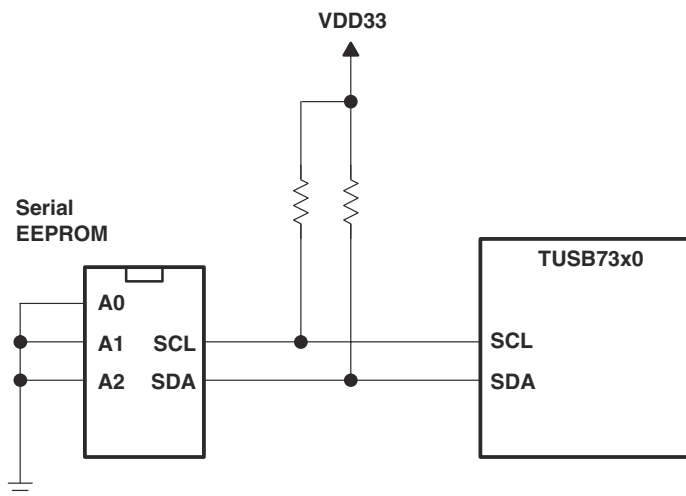 VDD33
Serial
EEPROM
TUSB73x0
A0
A1 SCL
SCL
A2 SDA
SDA